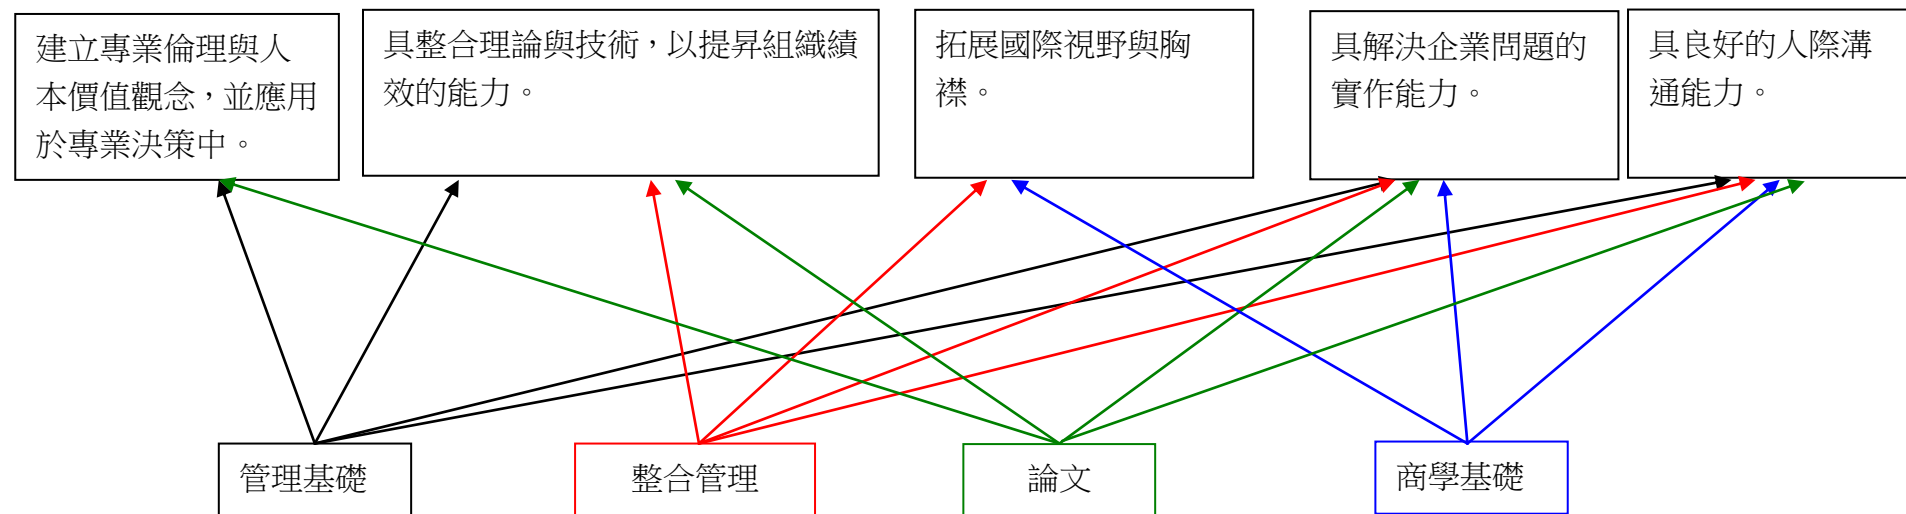 建立專業倫理與人
本價值觀念，並應用
於專業決策中。
具整合理論與技術，以提昇組織績
效的能力。
拓展國際視野與胸
襟。
具解決企業問題的
實作能力。
具良好的人際溝
通能力。
管理基礎
整合管理
論文
商學基礎